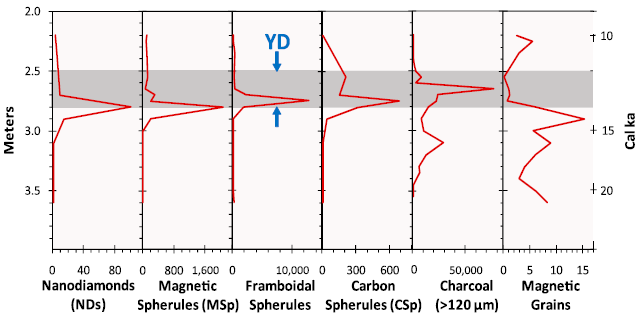 2.0
2.5
3.0
3.5
Meters
YD
10
15
20
Cal ka
0 40 80
0 800 1,600
0 10,000
0 300 600
0 50,000
0 5 10 15
Nanodiamonds Magnetic Framboidal Carbon Charcoal Magnetic
(NDs) Spherules (MSp) Spherules Spherules (CSp) (>120 µm) Grains